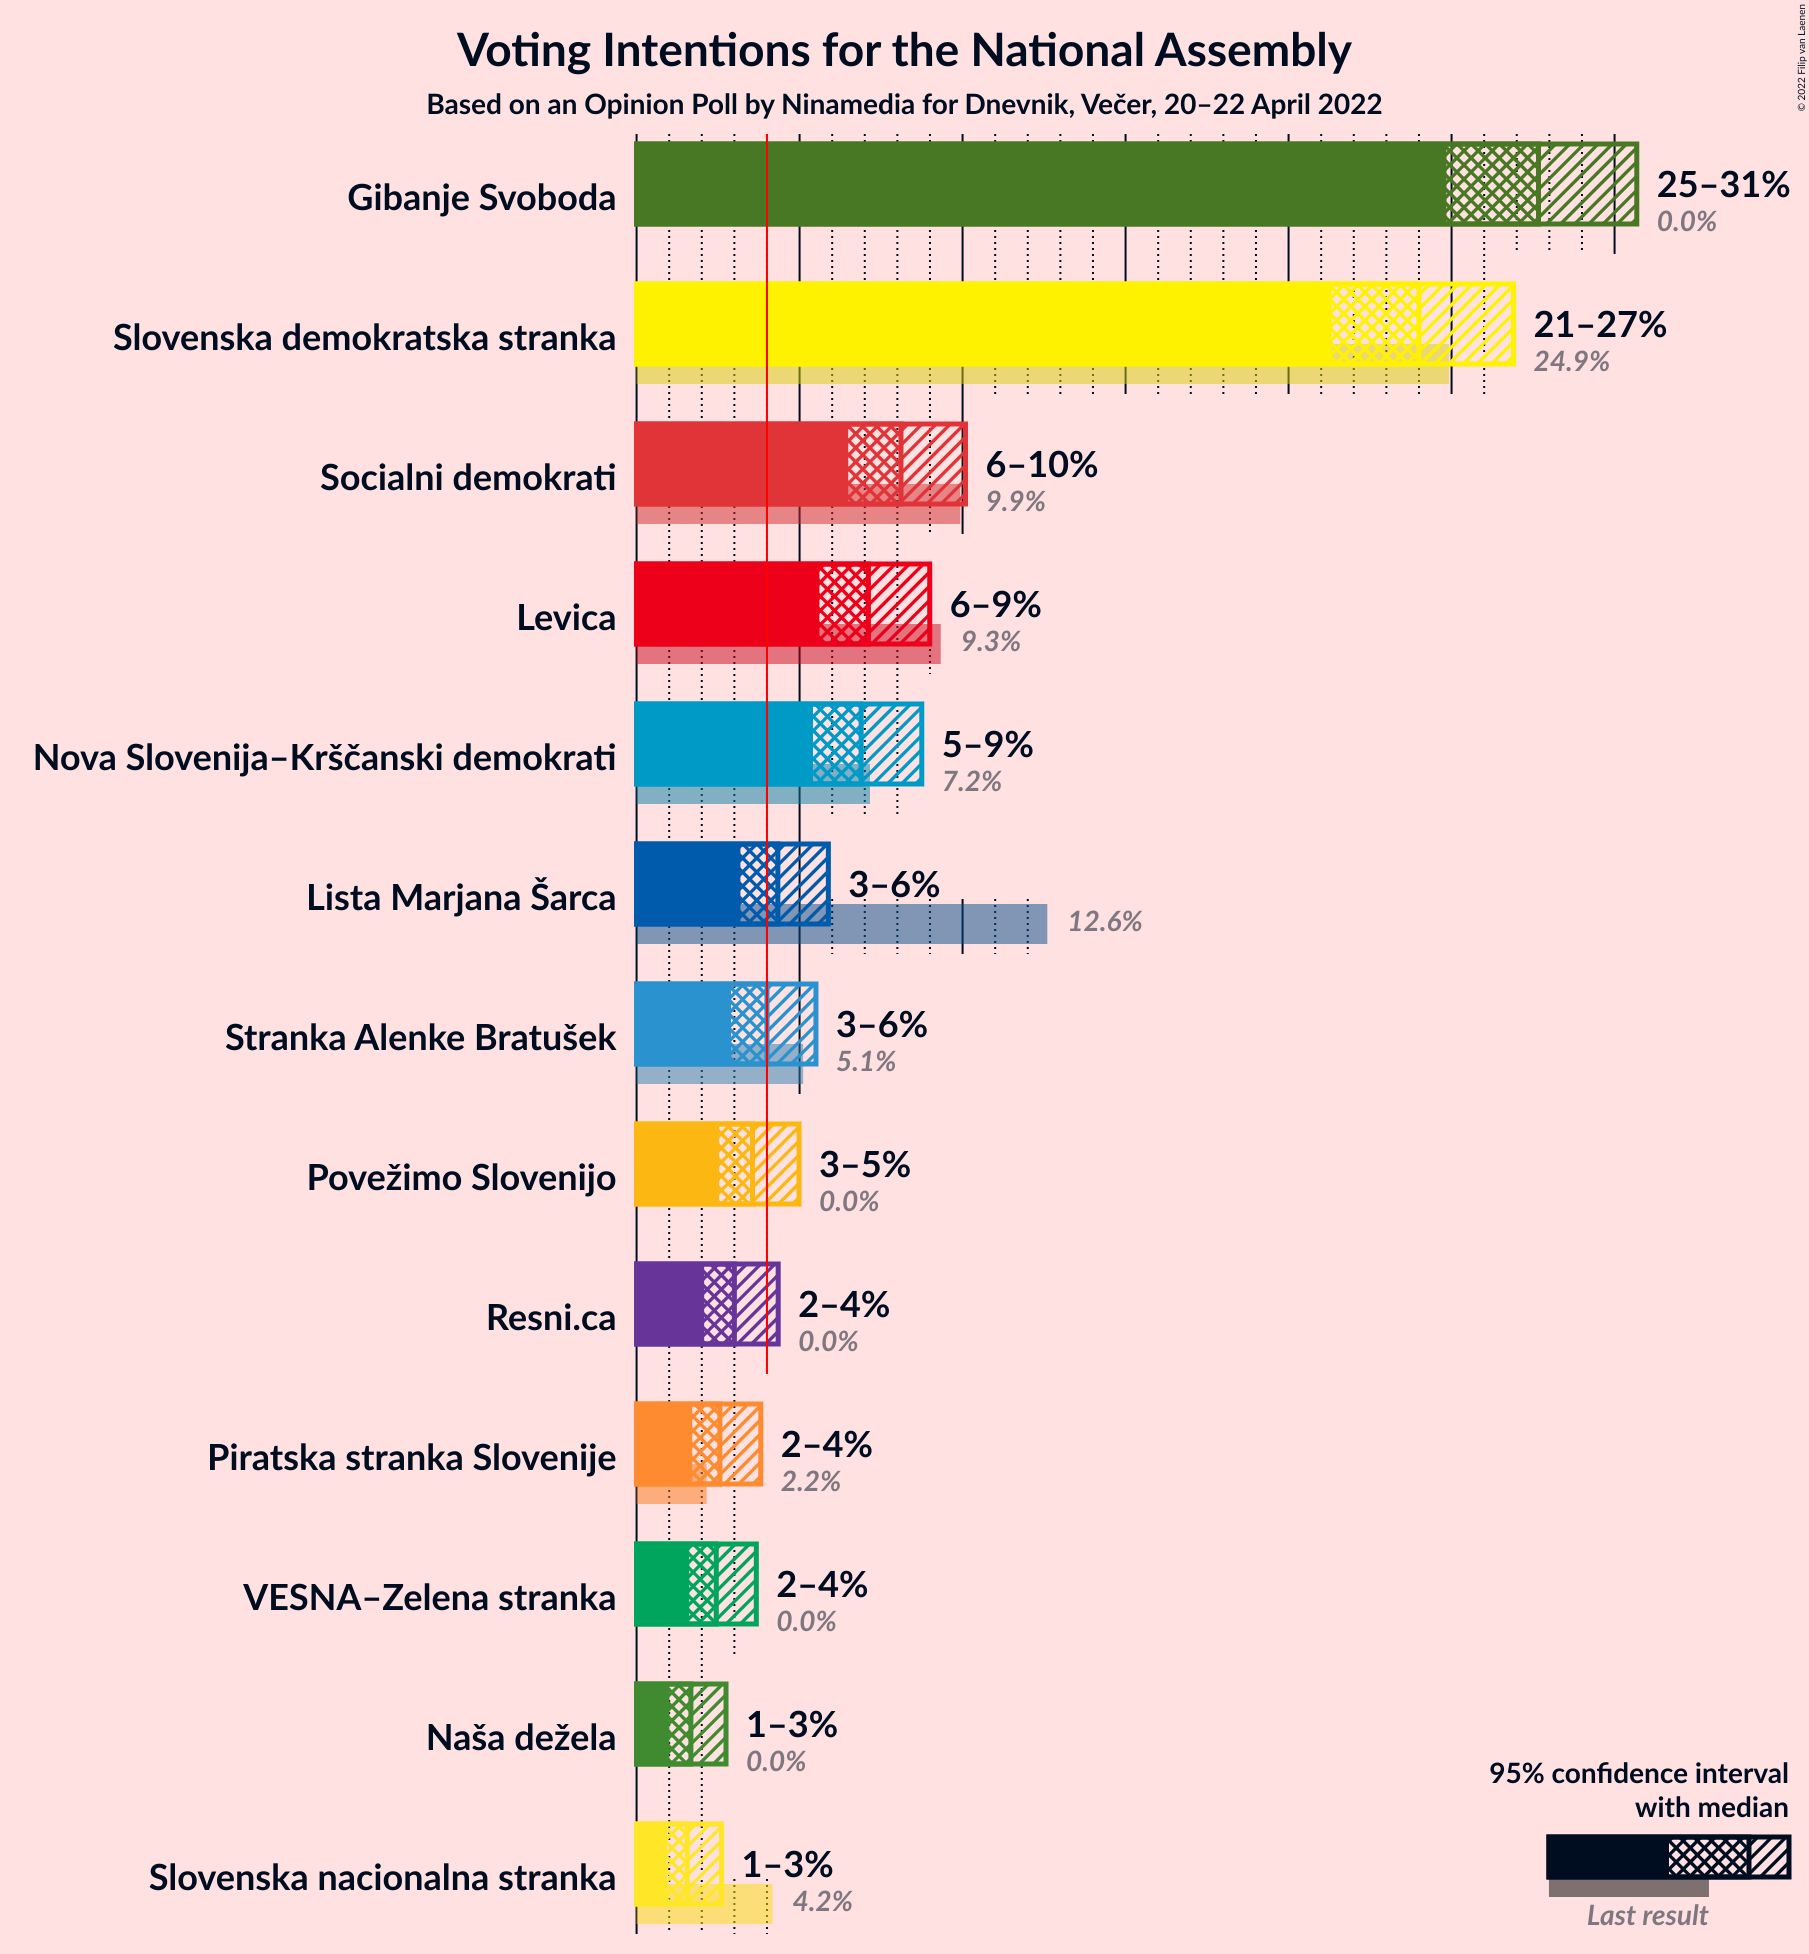 Voting Intentions for the National Assembly
Based on an Opinion Poll by Ninamedia for Dnevnik, Večer, 20–22 April 2022
© 2022 Filip van Laenen
Gibanje Svoboda
25–31%
0.0%
Slovenska demokratska stranka
21–27%
24.9%
Socialni demokrati
6–10%
9.9%
Levica
6–9%
9.3%
Nova Slovenija–Krščanski demokrati
5–9%
7.2%
Lista Marjana Šarca
3–6%
12.6%
Stranka Alenke Bratušek
3–6%
5.1%
Povežimo Slovenijo
3–5%
0.0%
Resni.ca
2–4%
0.0%
Piratska stranka Slovenije
2–4%
2.2%
VESNA–Zelena stranka
2–4%
0.0%
Naša dežela
1–3%
0.0%
Slovenska nacionalna stranka
1–3%
4.2%
95% confidence interval
with median
Last result